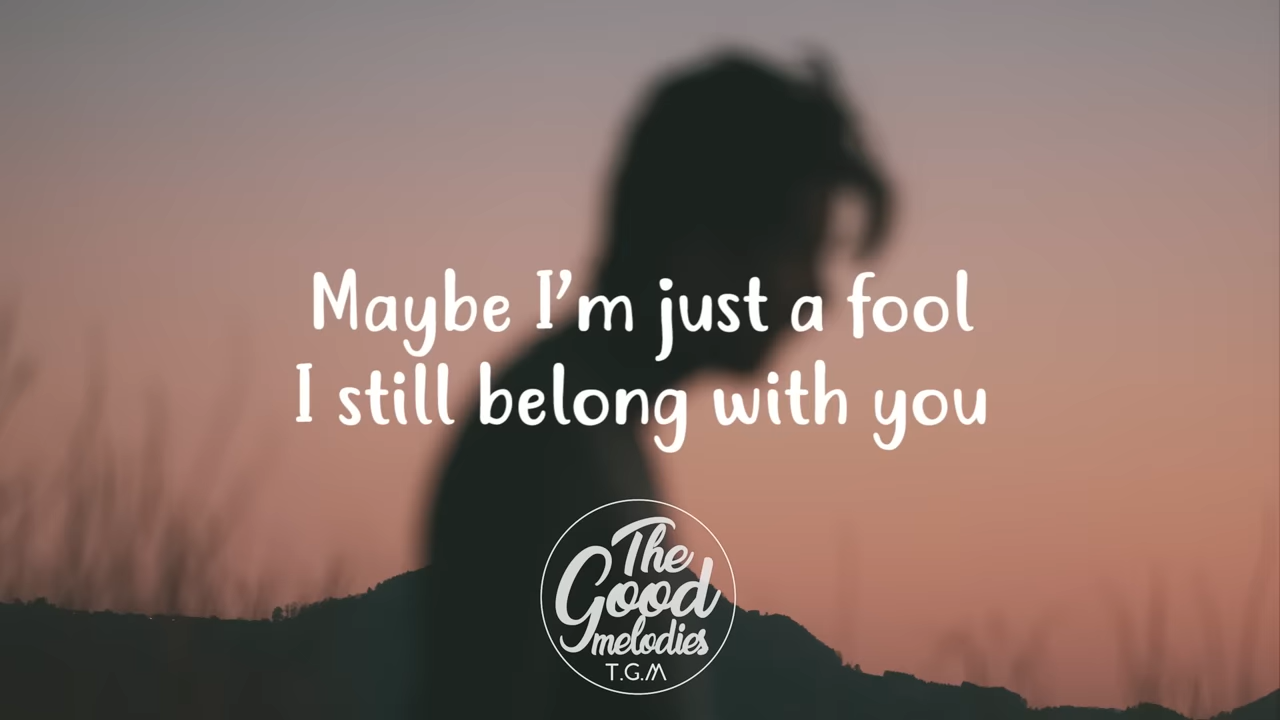 Maybe I'm just a fool
I still belong with you
The
Good
melodies
T.G.M